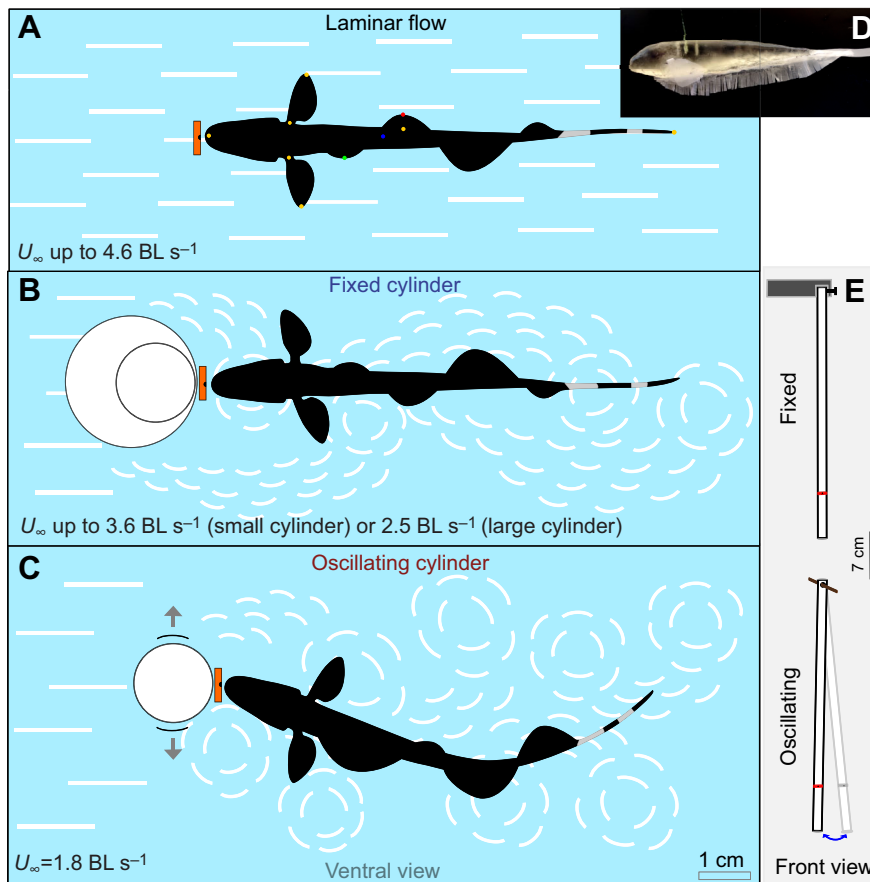 A
Laminar flow
D
U∞ up to 4.6 BL s–1
B
Fixed cylinder
E
Fixed
U∞ up to 3.6 BL s–1 (small cylinder) or 2.5 BL s–1 (large cylinder)
7 cm
C
Oscillating cylinder
Oscillating
1 cm
U∞=1.8 BL s–1
Ventral view
Front view